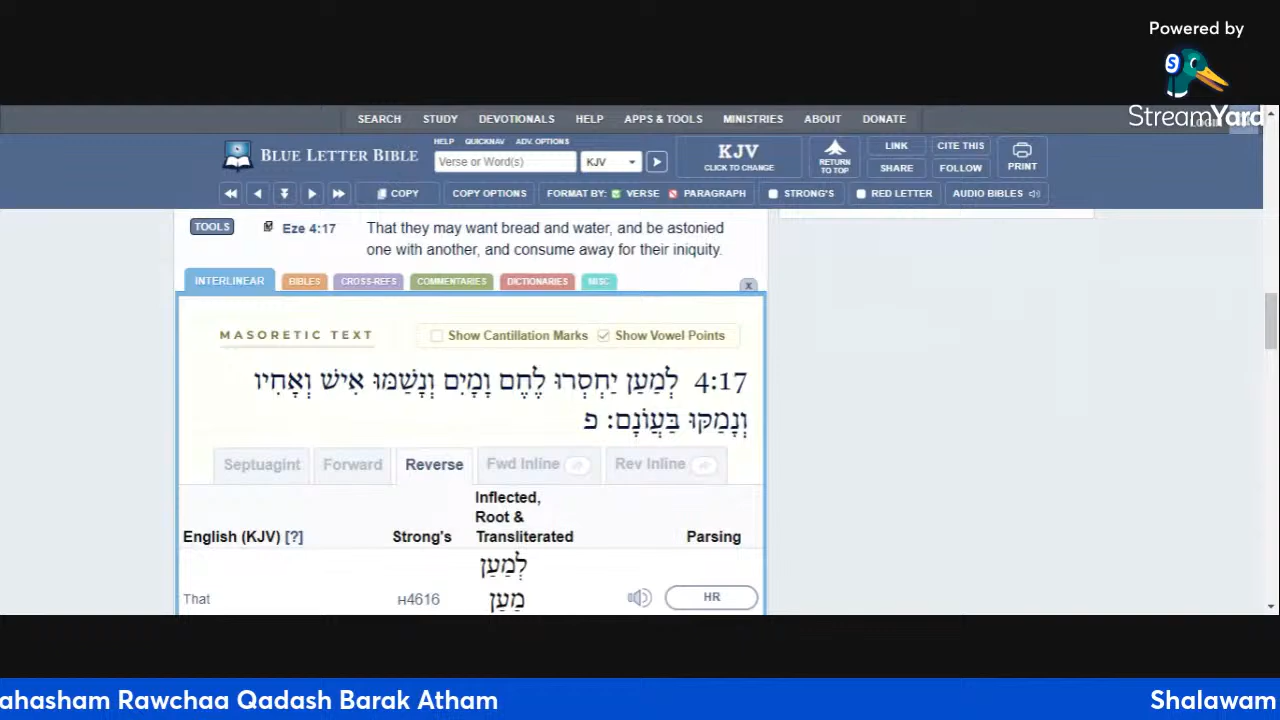 Powered by
StreamYard
SEARCH STUDY DEVOTIONALS HELP APPS & TOOLS MINISTRIES ABOUT DONATE
HELP QUICKNAV ADV. OPTIONS
BLUE LETTER BIBLE
Verse or Word(s)
KJV
KJV
CLICK TO CHANGE
RETURN
TO TOP
LINK
CITE THIS
SHARE
FOLLOW
PRINT
COPY COPY OPTIONS FORMAT BY: VERSE PARAGRAPH STRONG'S RED LETTER AUDIO BIBLES
TOOLS Eze 4:17 That they may want bread and water, and be astonied
one with another, and consume away for their iniquity.
INTERLINEAR BIBLES CROSS-REFS COMMENTARIES DICTIONARIES MISC
x
MASORETIC TEXT Show Cantillation Marks Show Vowel Points
4:17 לְמַעַן יַחְסְרוּ לֶחֶם וָמָיִם וְנָשַׁמּוּ אִישׁ וְאָחִיו
וְנָמַקּוּ בַּעֲוֹנָם׃ פ
Septuagint Forward Reverse Fwd Inline Rev Inline
Inflected,
Root &
English (KJV) [?] Strong's Transliterated Parsing
לְמַעַן
That H4616 מַעַן HR
ahasham Rawchaa Qadash Barak Atham Shalawam